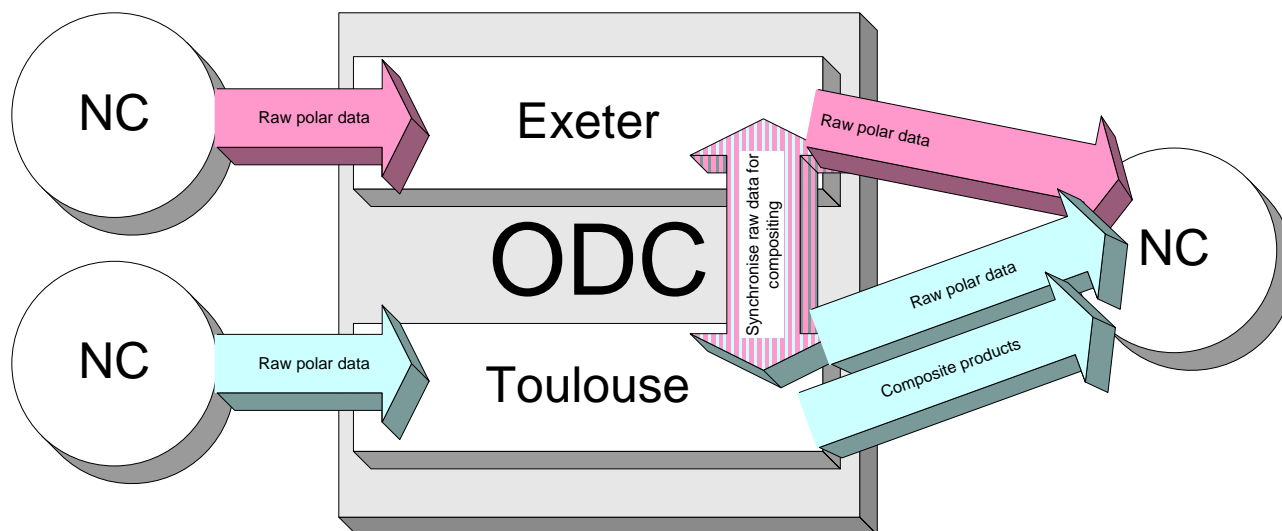 NC
Raw polar data
Exeter
Raw polar data
Synchronise raw data for
compositing
ODC
NC
Raw polar data
NC
Raw polar data
Toulouse
Composite products